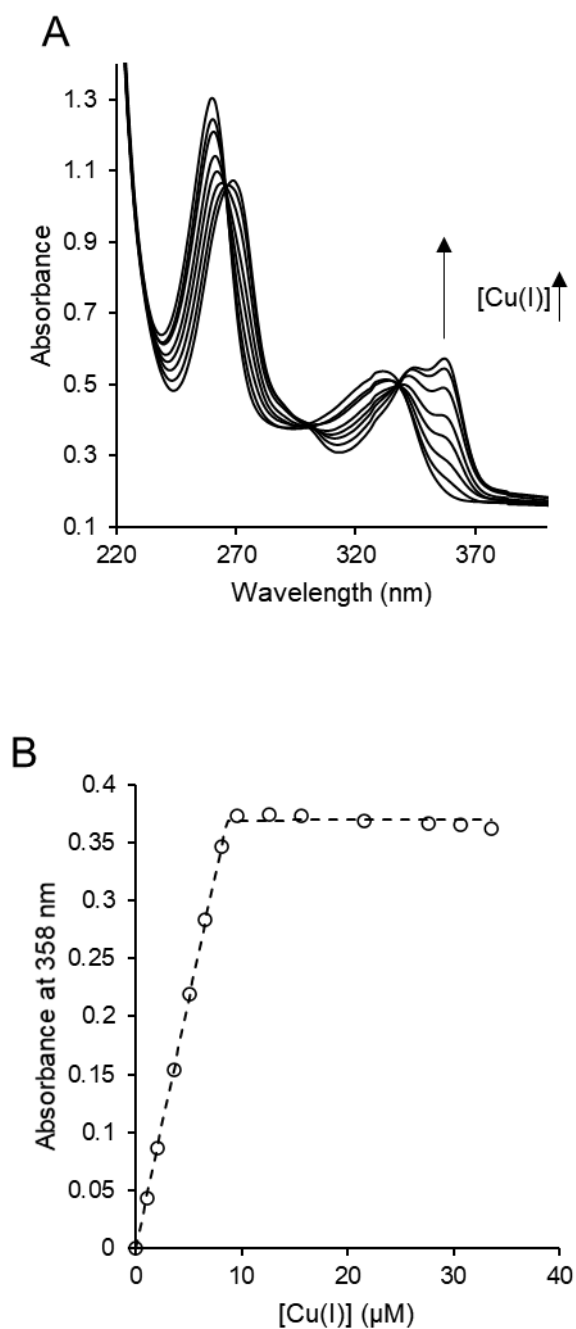 A
1.3
1.1
0.9
0.7
0.5
0.3
0.1
Absorbance
[Cu(I)]
220 270 320 370
Wavelength (nm)
B
0.4
0.35
0.3
0.25
0.2
0.15
0.1
0.05
0
Absorbance at 358 nm
0 10 20 30 40
[Cu(I)] (µM)